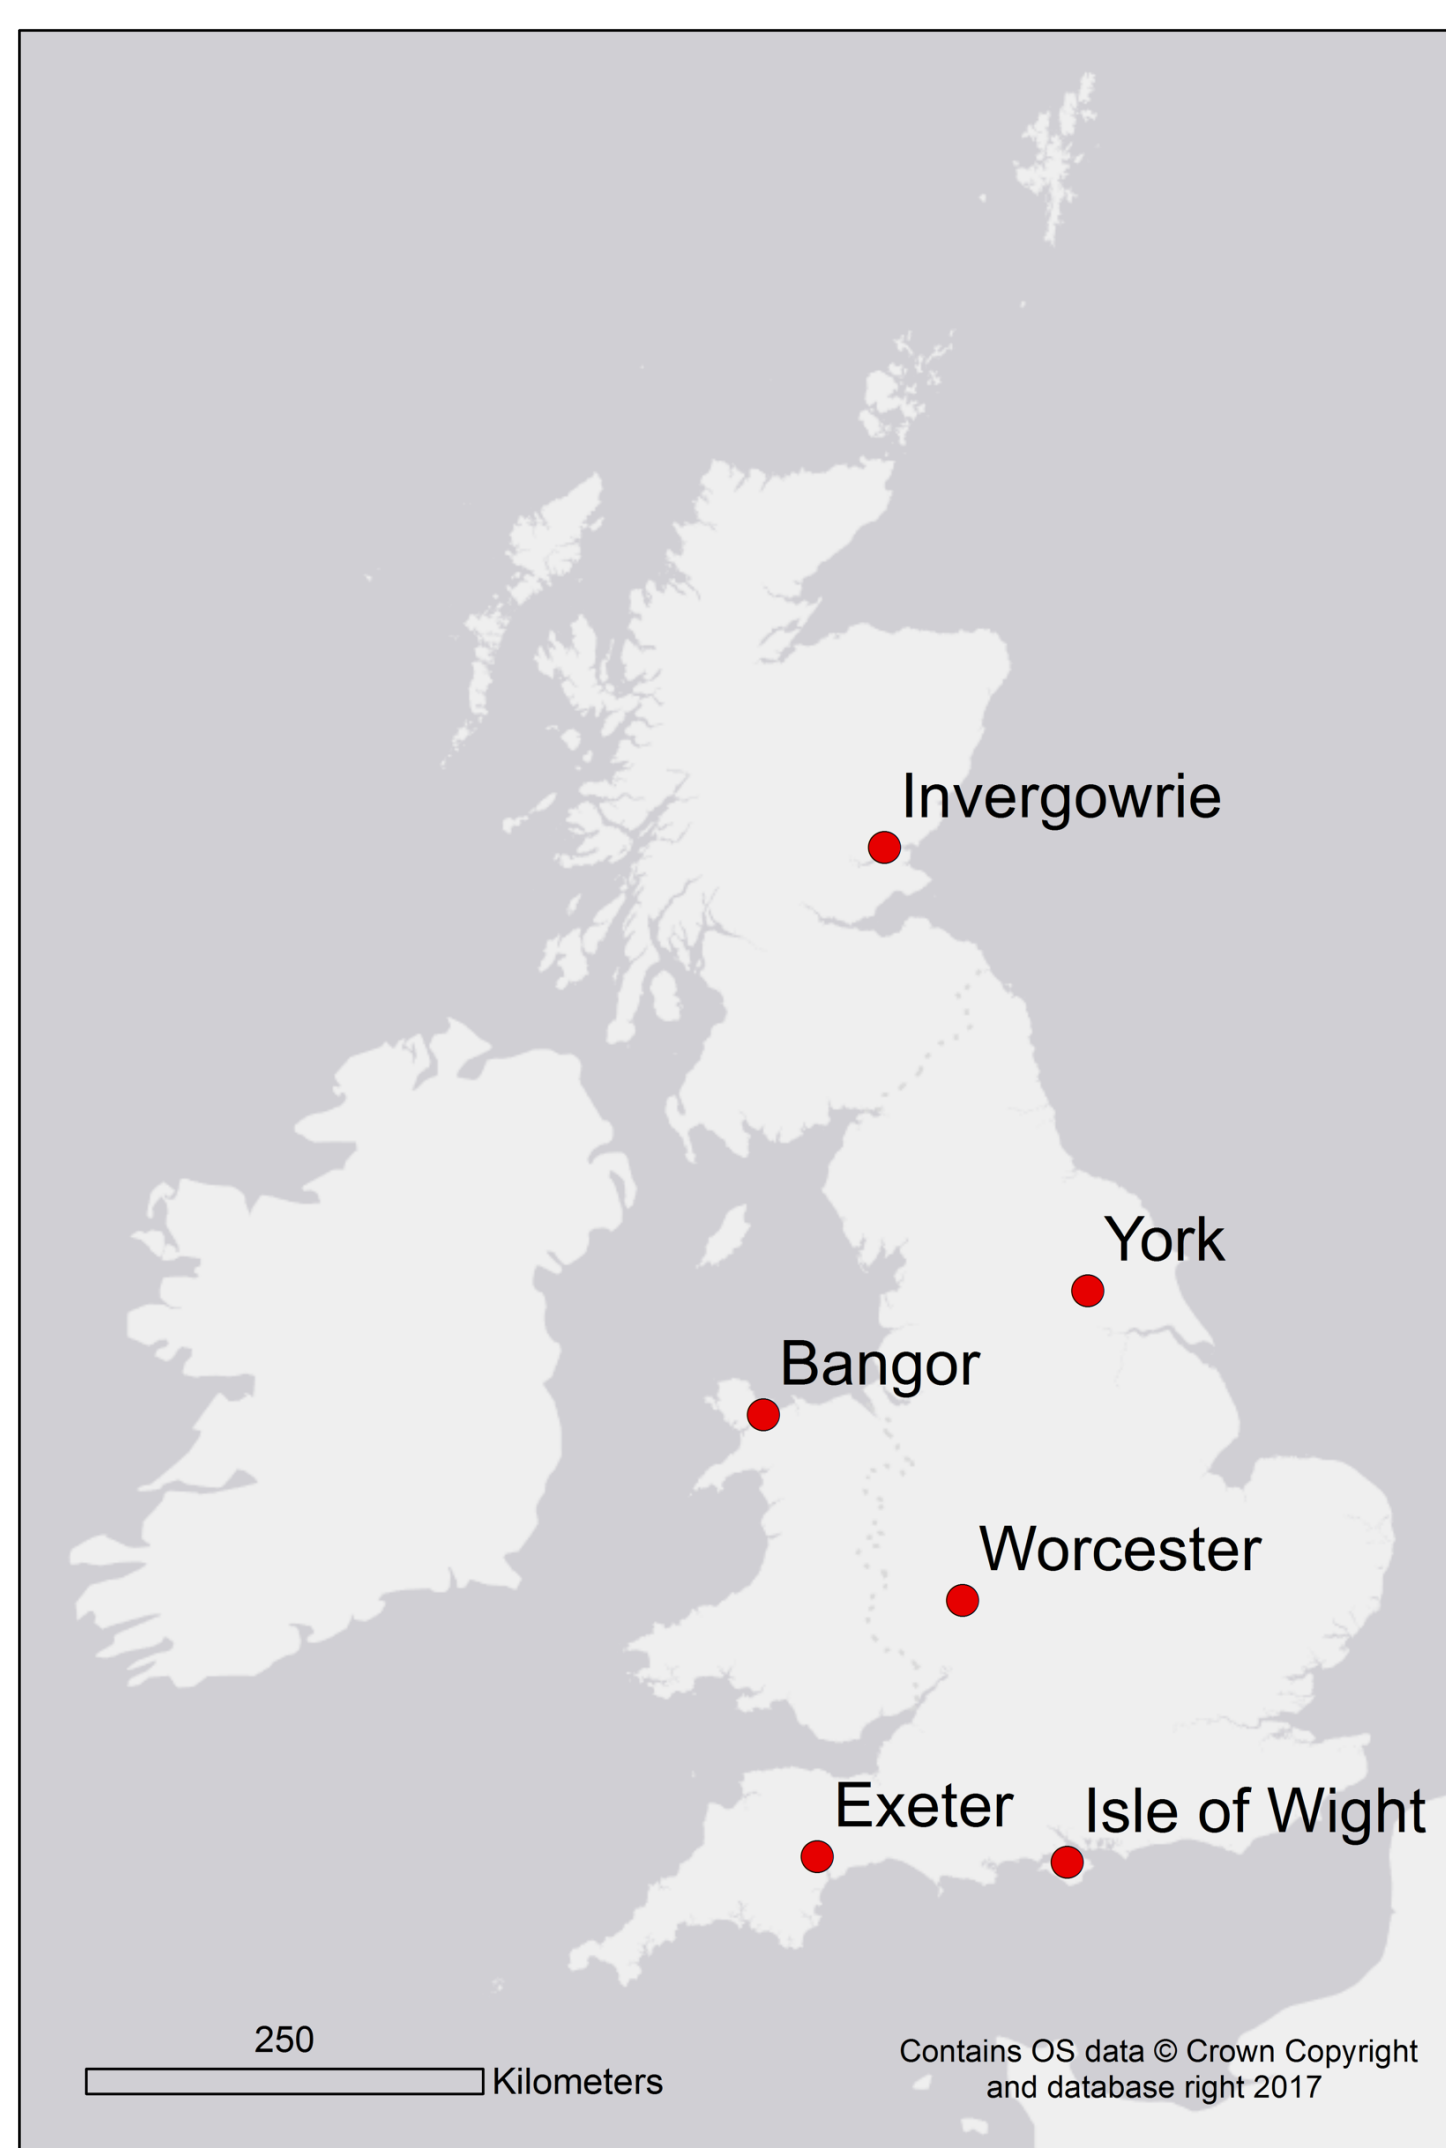 Invergowrie
York
Bangor
Worcester
Exeter
Isle of Wight
250
Kilometers
Contains OS data © Crown Copyright
and database right 2017